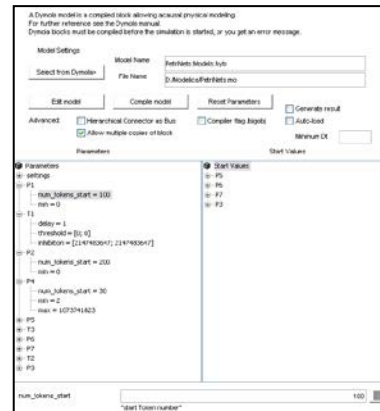 A Dymola model is a compiled block allowing acausal physical modeling.
For further reference see the Dymola manual.
Dymola blocks must be compiled before the simulation is started, or you get an error message.
Model Settings
Select from Dymola>
Model Name
PetriNets.Models.hyb
File Name
D:/Modelica/PetriNets.mo
Edit model
Compile model
Reset Parameters
Generate result
Advanced:
Hierarchical Connector as Bus
Compiler flag /bigobj
Auto-load
Allow multiple copies of block
Minimum Dt
Parameters
Start Values
Parameters
settings
P1
num_tokens_start = 100
min = 0
T1
delay = 1
threshold = [0; 0]
inhibition = [2147483647; 2147483647]
P2
num_tokens_start = 200
min = 0
P4
num_tokens_start = 30
min = 2
max = 1073741823
P5
T3
P6
P7
T2
P3
Start Values
P5
P6
P7
P3
num_tokens_start
100
"start Token number"